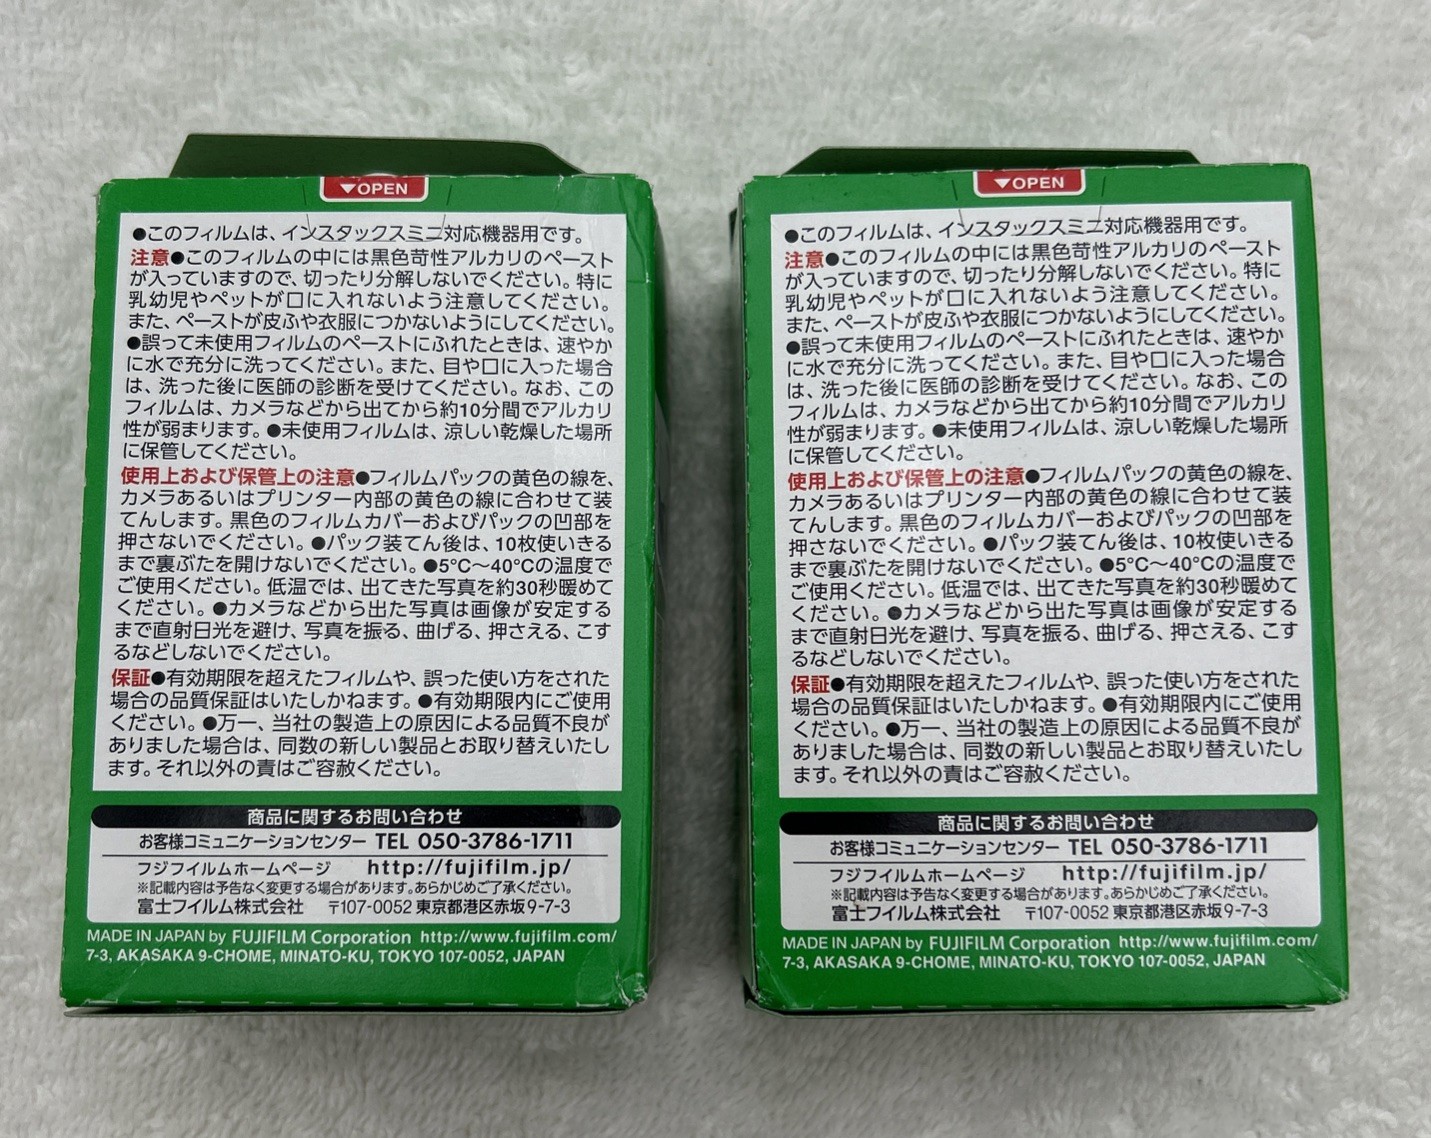 ▼OPEN
●このフィルムは、インスタックスミニ対応機器用です。
注意●このフィルムの中には黒色苛性アルカリのペースト
が入っていますので、切ったり分解しないでください。特に
乳幼児やペットが口に入れないよう注意してください。
また、ペーストが皮ふや衣服につかないようにしてください。
●誤って未使用フィルムのペーストにふれたときは、速やか
に水で充分に洗ってください。また、目や口に入った場合
は、洗った後に医師の診断を受けてください。なお、この
フィルムは、カメラなどから出てから約10分間でアルカリ
性が弱まります。●未使用フィルムは、涼しい乾燥した場所
に保管してください。
使用上および保管上の注意●フィルムパックの黄色の線を、
カメラあるいはプリンター内部の黄色の線に合わせて装
てんします。黒色のフィルムカバーおよびパックの凹部を
押さないでください。●パック装てん後は、10枚使いきる
まで裏ぶたを開けないでください。●5℃～40℃の温度で
ご使用ください。低温では、出てきた写真を約30秒暖めて
ください。●カメラなどから出た写真は画像が安定する
まで直射日光を避け、写真を振る、曲げる、押さえる、こす
るなどしないでください。
保証●有効期限を超えたフィルムや、誤った使い方をされた
場合の品質保証はいたしかねます。●有効期限内にご使用
ください。●万一、当社の製造上の原因による品質不良が
ありました場合は、同数の新しい製品とお取り替えいたし
ます。それ以外の責はご容赦ください。
商品に関するお問い合わせ
お客様コミュニケーションセンター TEL 050-3786-1711
フジフイルムホームページ http://fujifilm.jp/
※記載内容は予告なく変更する場合があります。あらかじめご了承ください。
富士フイルム株式会社 〒107-0052 東京都港区赤坂9-7-3
MADE IN JAPAN by FUJIFILM Corporation http://www.fujifilm.com/
7-3, AKASAKA 9-CHOME, MINATO-KU, TOKYO 107-0052, JAPAN
▼OPEN
●このフィルムは、インスタックスミニ対応機器用です。
注意●このフィルムの中には黒色苛性アルカリのペースト
が入っていますので、切ったり分解しないでください。特に
乳幼児やペットが口に入れないよう注意してください。
また、ペーストが皮ふや衣服につかないようにしてください。
●誤って未使用フィルムのペーストにふれたときは、速やか
に水で充分に洗ってください。また、目や口に入った場合
は、洗った後に医師の診断を受けてください。なお、この
フィルムは、カメラなどから出てから約10分間でアルカリ
性が弱まります。●未使用フィルムは、涼しい乾燥した場所
に保管してください。
使用上および保管上の注意●フィルムパックの黄色の線を、
カメラあるいはプリンター内部の黄色の線に合わせて装
てんします。黒色のフィルムカバーおよびパックの凹部を
押さないでください。●パック装てん後は、10枚使いきる
まで裏ぶたを開けないでください。●5℃～40℃の温度で
ご使用ください。低温では、出てきた写真を約30秒暖めて
ください。●カメラなどから出た写真は画像が安定する
まで直射日光を避け、写真を振る、曲げる、押さえる、こす
るなどしないでください。
保証●有効期限を超えたフィルムや、誤った使い方をされた
場合の品質保証はいたしかねます。●有効期限内にご使用
ください。●万一、当社の製造上の原因による品質不良が
ありました場合は、同数の新しい製品とお取り替えいたし
ます。それ以外の責はご容赦ください。
商品に関するお問い合わせ
お客様コミュニケーションセンター TEL 050-3786-1711
フジフイルムホームページ http://fujifilm.jp/
※記載内容は予告なく変更する場合があります。あらかじめご了承ください。
富士フイルム株式会社 〒107-0052 東京都港区赤坂9-7-3
MADE IN JAPAN by FUJIFILM Corporation http://www.fujifilm.com/
7-3, AKASAKA 9-CHOME, MINATO-KU, TOKYO 107-0052, JAPAN